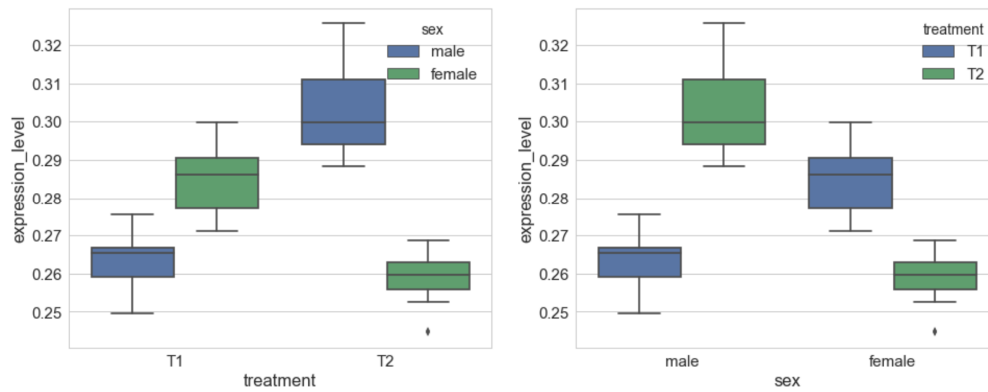 sex
male
female
0.32
0.31
0.30
0.29
0.28
0.27
0.26
0.25
expression_level
T1
T2
treatment
treatment
T1
T2
0.32
0.31
0.30
0.29
0.28
0.27
0.26
0.25
expression_level
male
female
sex